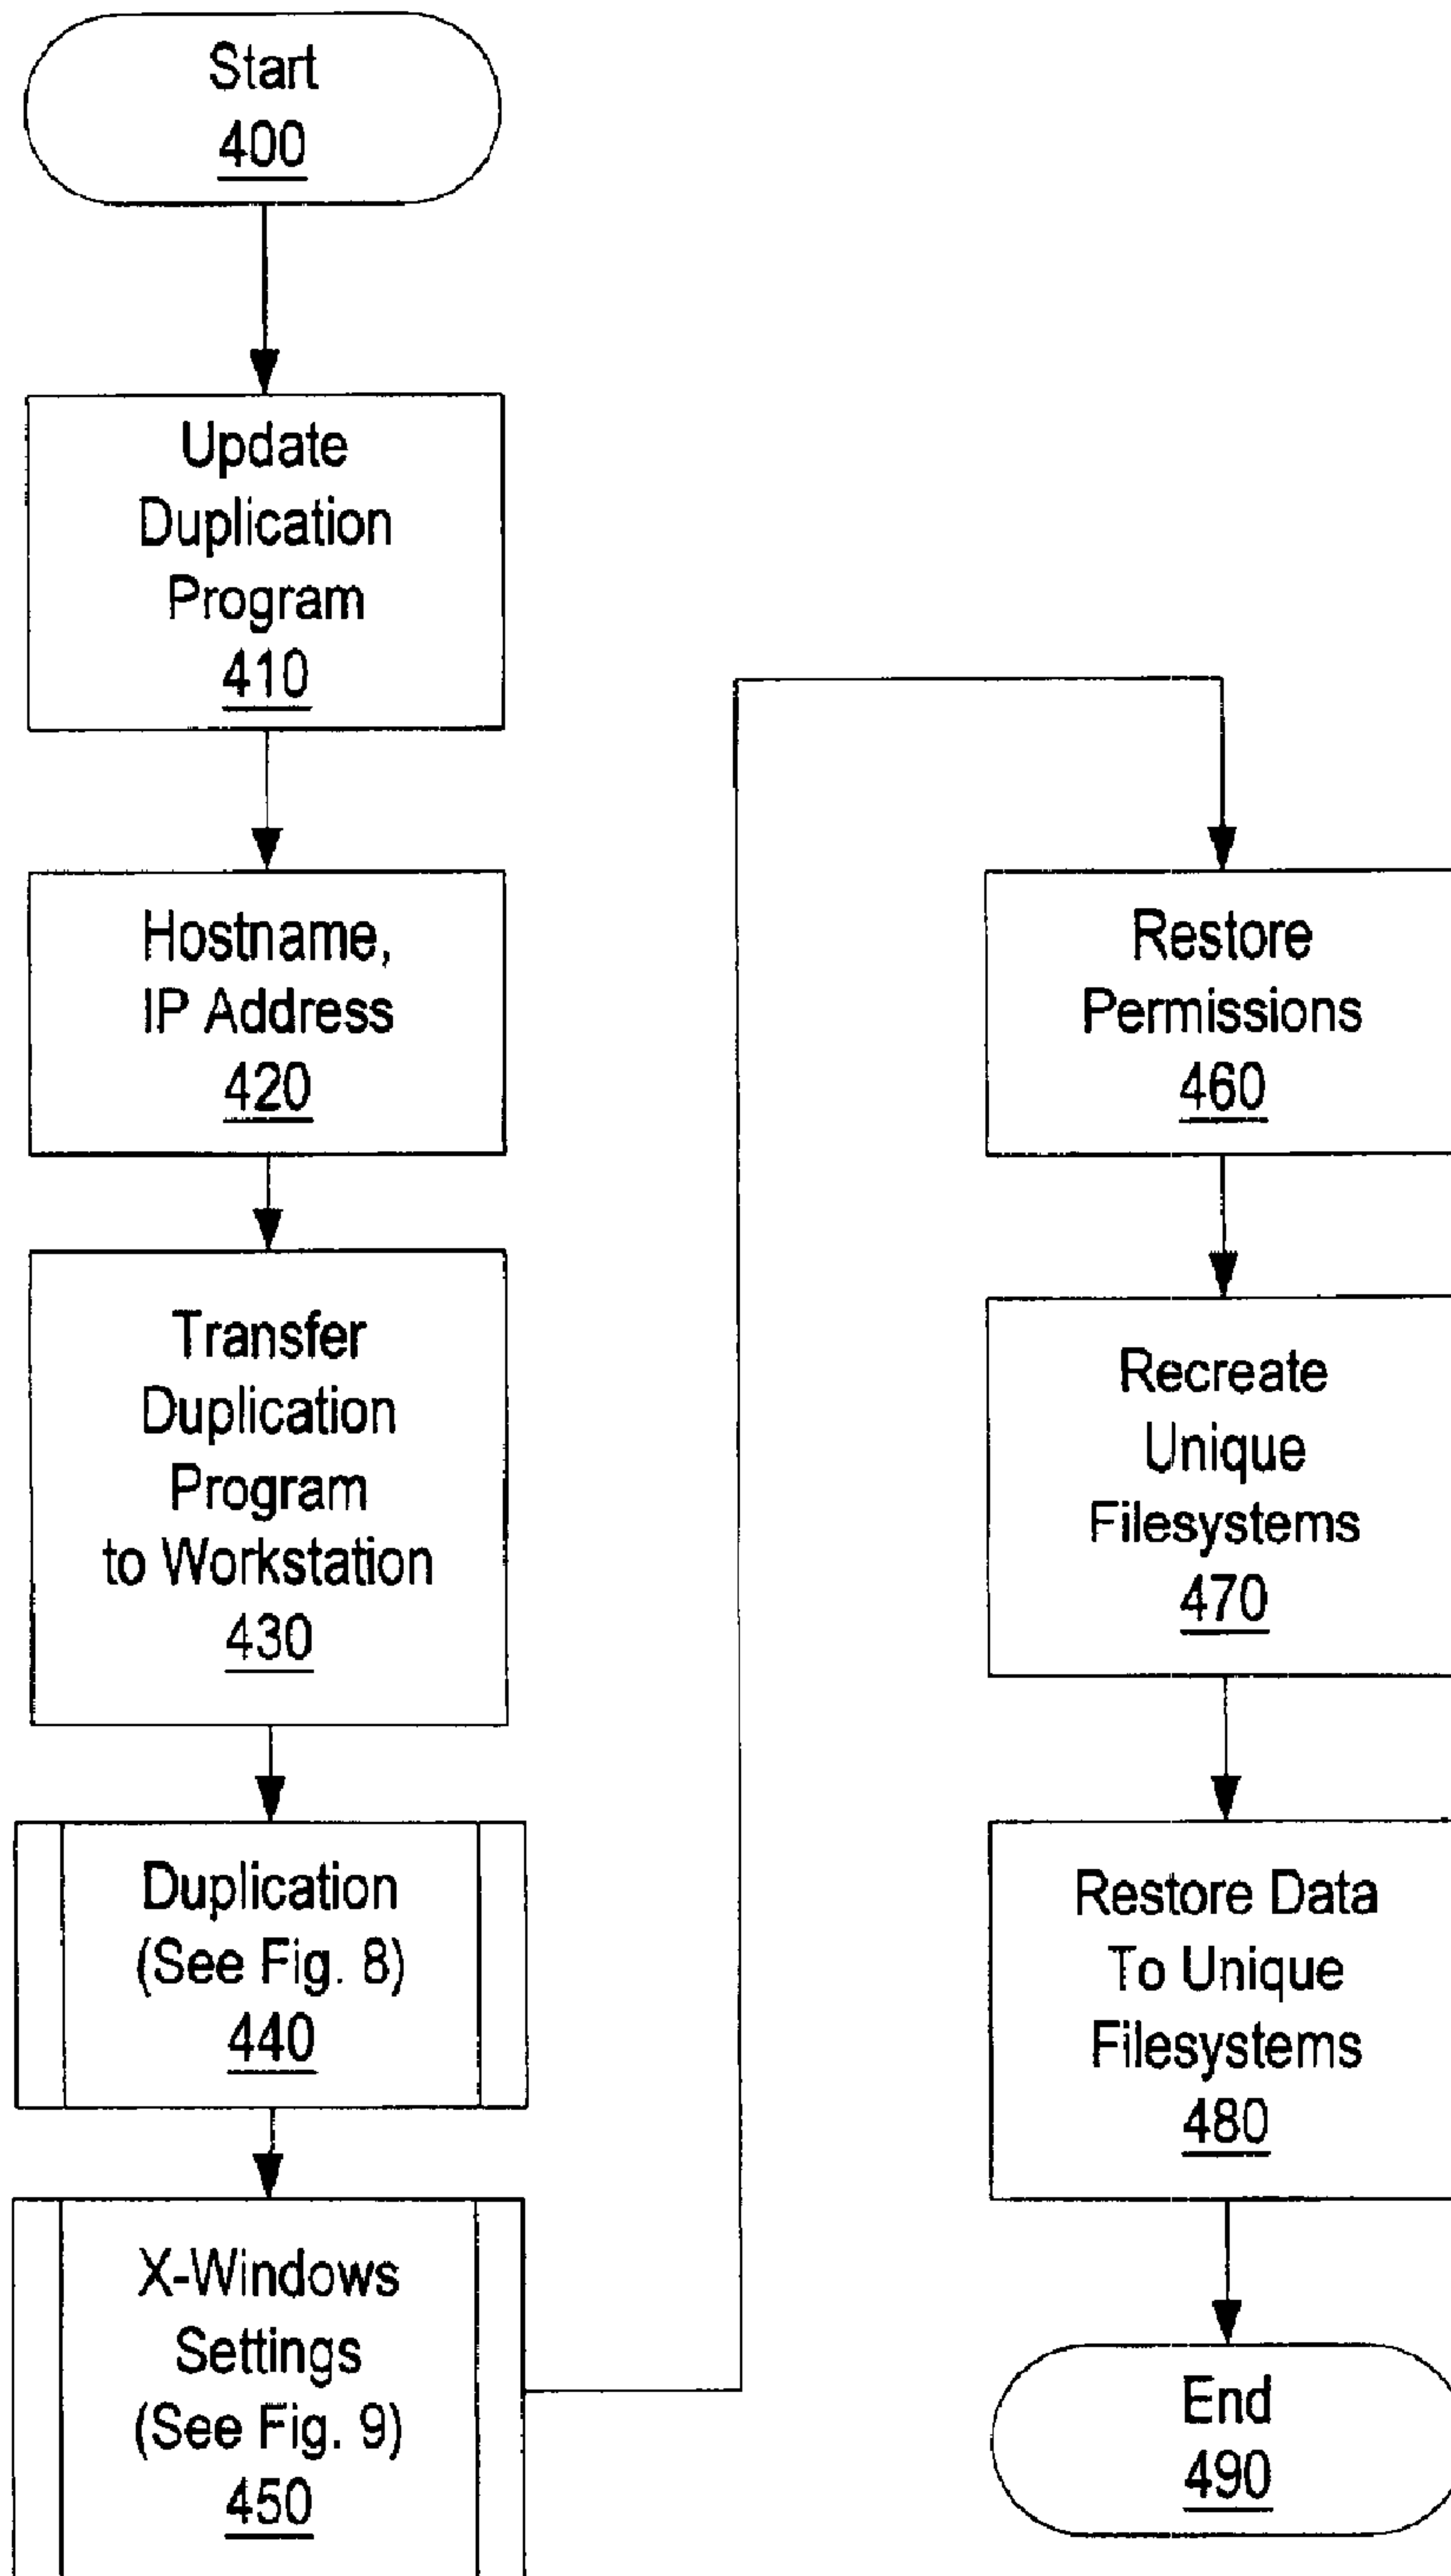 Start
400
Update
Duplication
Program
410
Hostname,
IP Address
420
Transfer
Duplication
Program
to Workstation
430
Duplication
(See Fig. 8)
440
X-Windows
Settings
(See Fig. 9)
450
Restore
Permissions
460
Recreate
Unique
Filesystems
470
Restore Data
To Unique
Filesystems
480
End
490